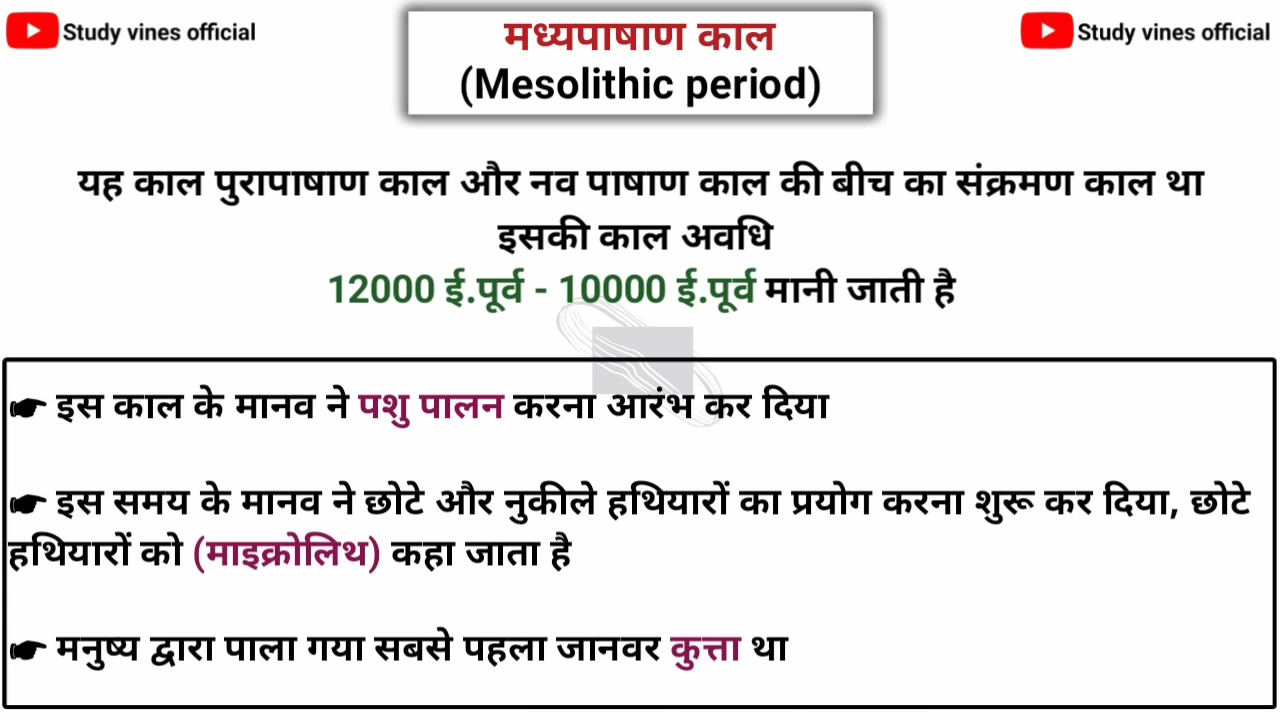 Study vines official
मध्यपाषाण काल
(Mesolithic period)
Study vines official
यह काल पुरापाषाण काल और नव पाषाण काल की बीच का संक्रमण काल था
इसकी काल अवधि
12000 ई.पूर्व - 10000 ई.पूर्व मानी जाती है
☛ इस काल के मानव ने पशु पालन करना आरंभ कर दिया
☛ इस समय के मानव ने छोटे और नुकीले हथियारों का प्रयोग करना शुरू कर दिया, छोटे
हथियारों को (माइक्रोलिथ) कहा जाता है
☛ मनुष्य द्वारा पाला गया सबसे पहला जानवर कुत्ता था